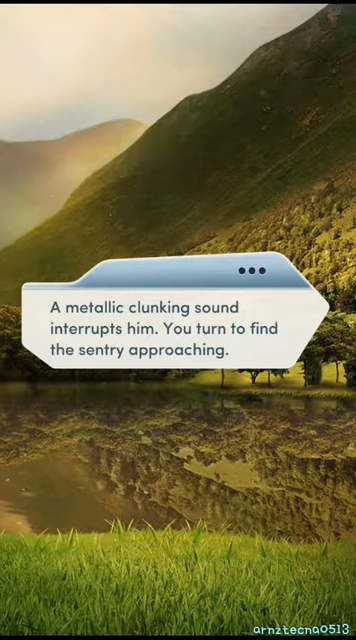 A metallic clunking sound
interrupts him. You turn to find
the sentry approaching.
arnztecna0513